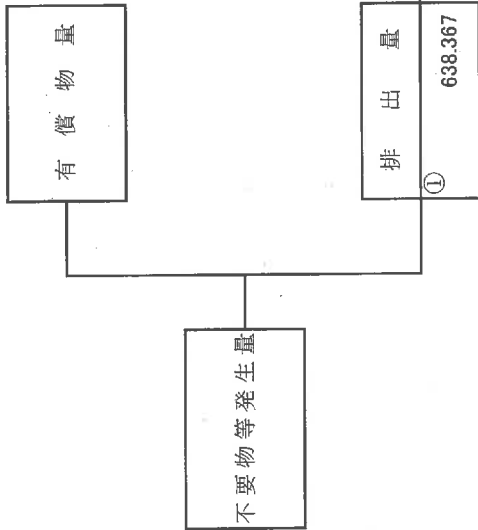 有償物量
不要物等発生量
排出量
①
638.367